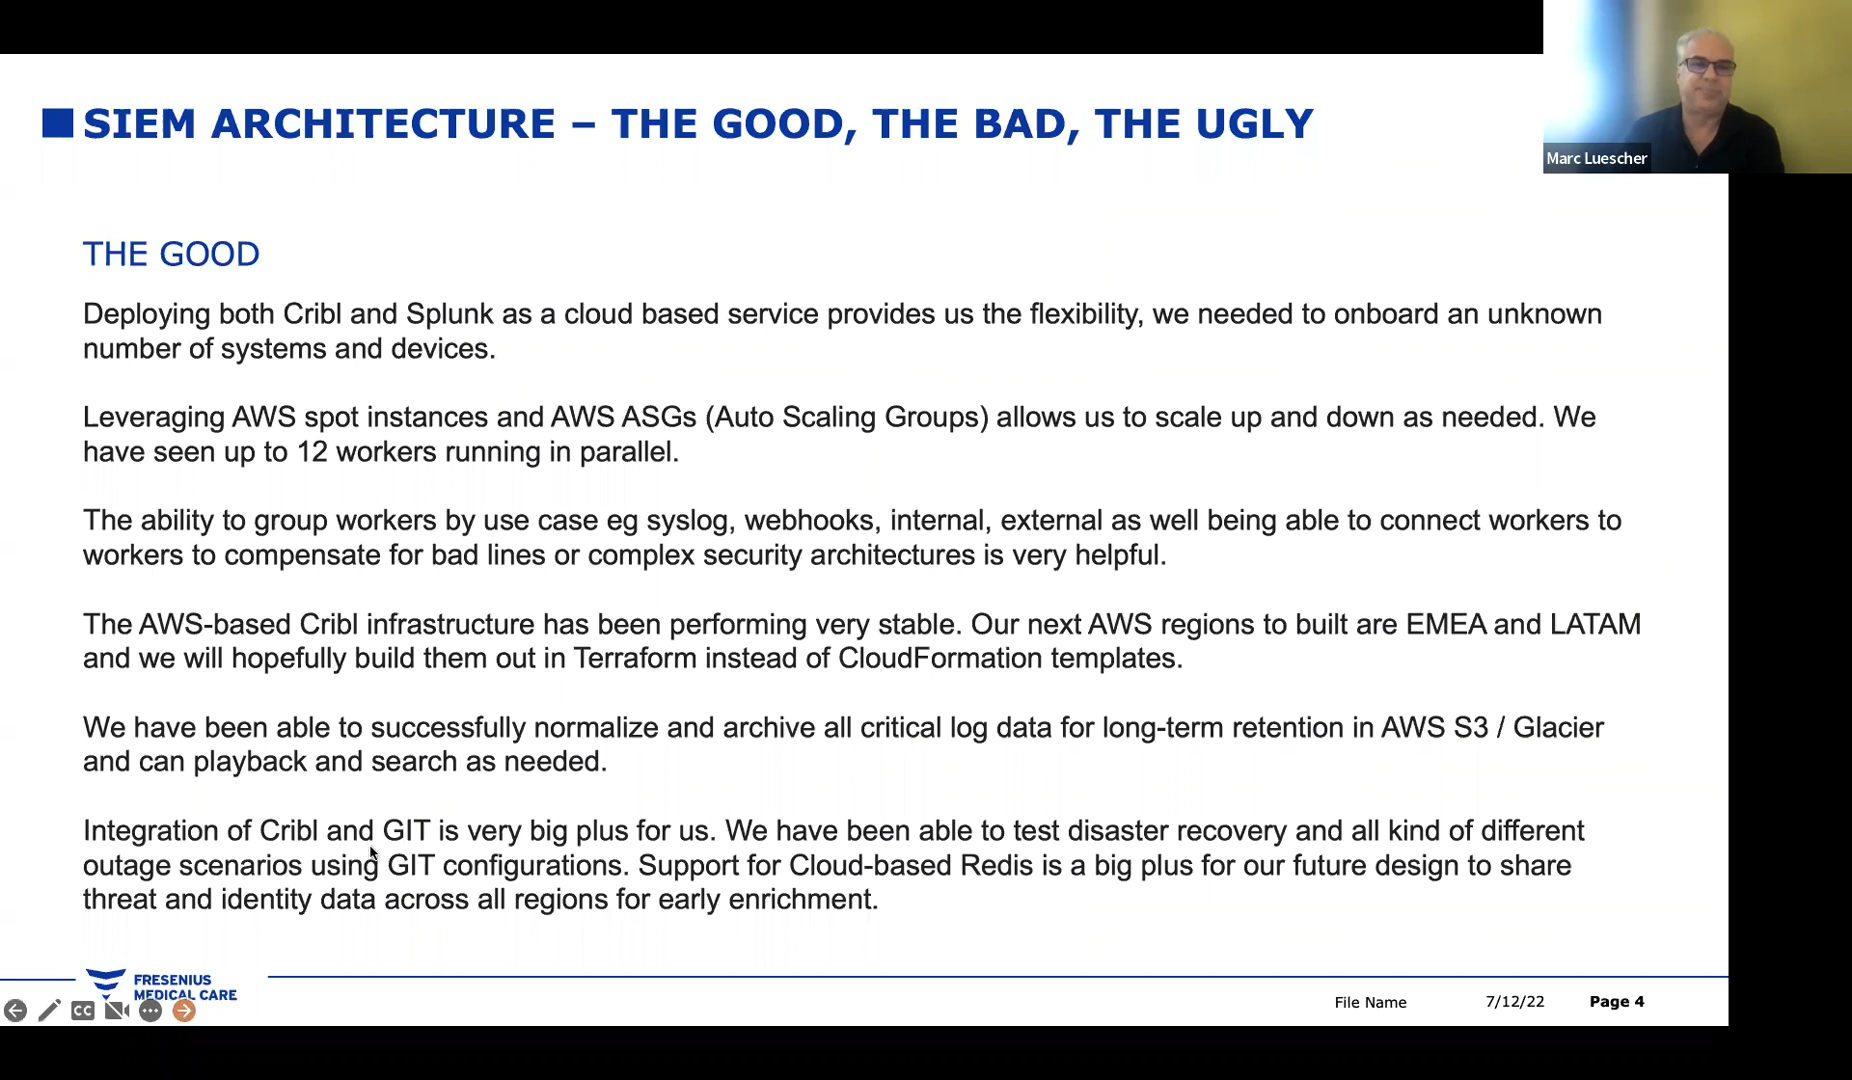 SIEM ARCHITECTURE – THE GOOD, THE BAD, THE UGLY
Marc Luescher
THE GOOD
Deploying both Cribl and Splunk as a cloud based service provides us the flexibility, we needed to onboard an unknown
number of systems and devices.
Leveraging AWS spot instances and AWS ASGs (Auto Scaling Groups) allows us to scale up and down as needed. We
have seen up to 12 workers running in parallel.
The ability to group workers by use case eg syslog, webhooks, internal, external as well being able to connect workers to
workers to compensate for bad lines or complex security architectures is very helpful.
The AWS-based Cribl infrastructure has been performing very stable. Our next AWS regions to built are EMEA and LATAM
and we will hopefully build them out in Terraform instead of CloudFormation templates.
We have been able to successfully normalize and archive all critical log data for long-term retention in AWS S3 / Glacier
and can playback and search as needed.
Integration of Cribl and GIT is very big plus for us. We have been able to test disaster recovery and all kind of different
outage scenarios using GIT configurations. Support for Cloud-based Redis is a big plus for our future design to share
threat and identity data across all regions for early enrichment.
FRESENIUS
MEDICAL CARE
CC
File Name 7/12/22 Page 4